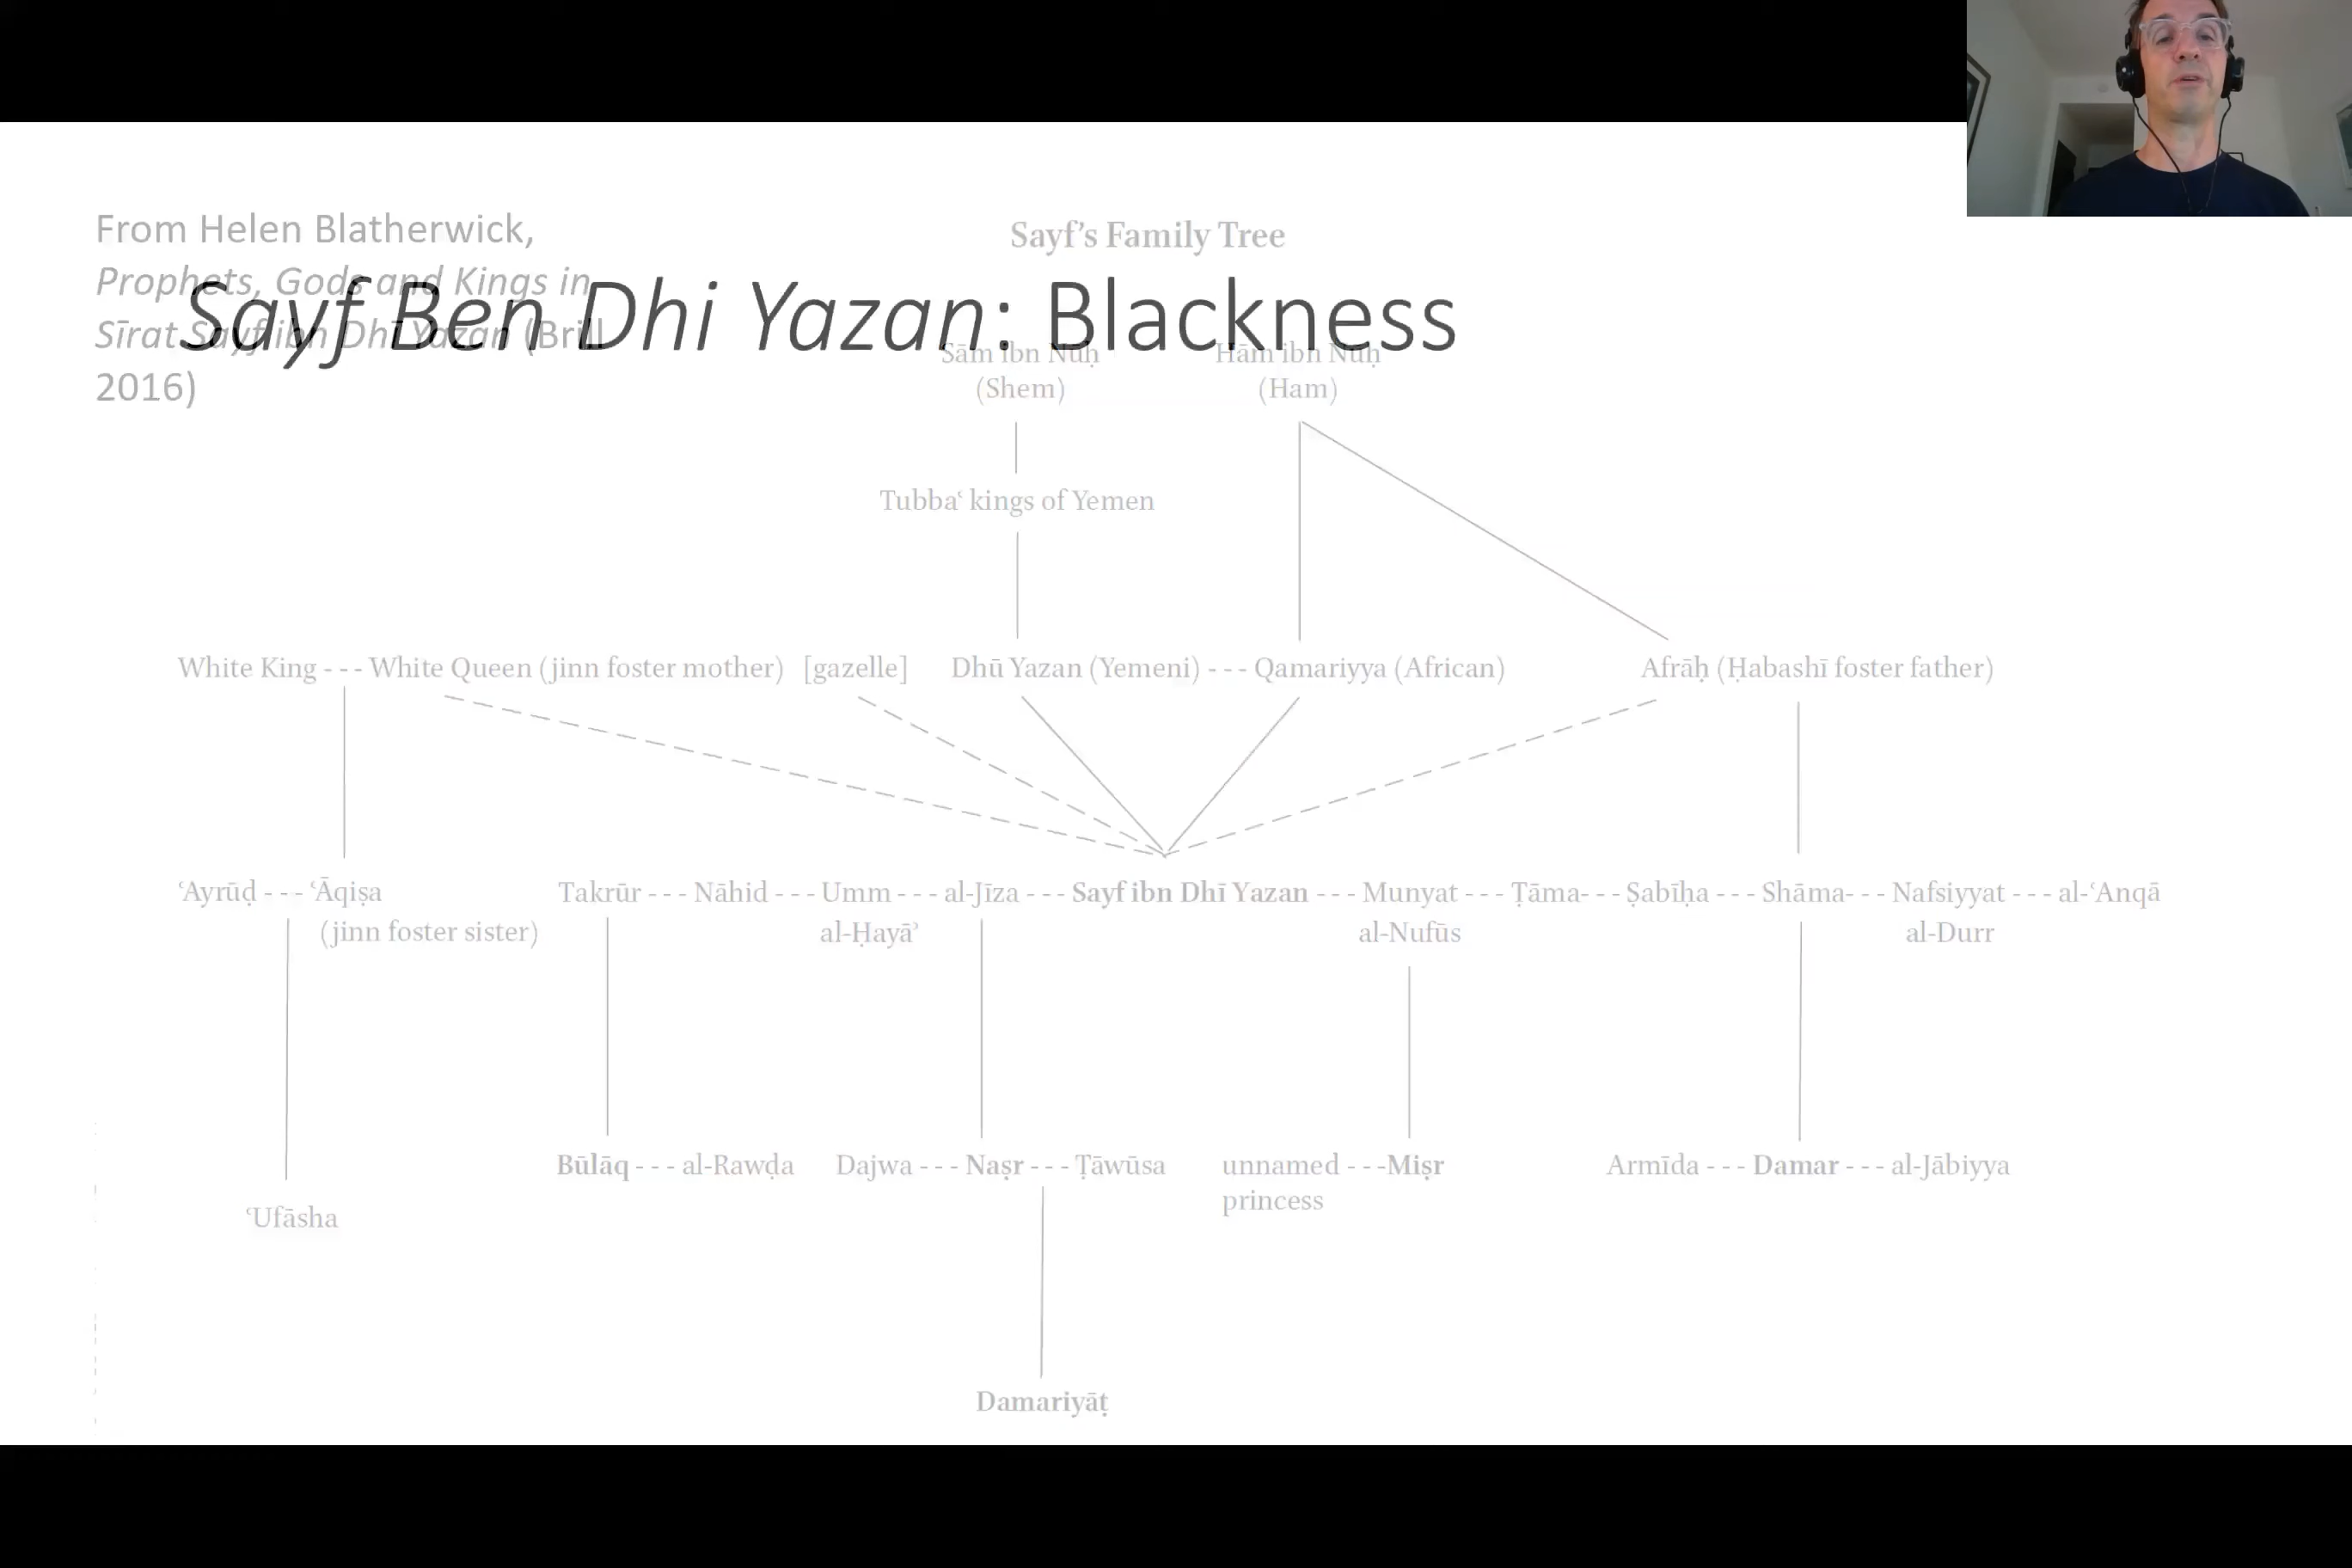 From Helen Blatherwick,
Prophets, Gods and Kings in
Sīrat Sayf ibn Dhī Yazan (Brill
2016)
Sayf Ben Dhi Yazan: Blackness
Sayf’s Family Tree
Sām ibn Nūḥ Hām ibn Nūḥ
(Shem) (Ham)
Tubbaʿ kings of Yemen
White King - - - White Queen (jinn foster mother) [gazelle] Dhū Yazan (Yemeni) - - - Qamariyya (African) Afrāḥ (Ḥabashī foster father)
ʿAyrūḍ - - - ʿĀqiṣa Takrūr - - - Nāhid - - - Umm - - - al-Jīza - - - Sayf ibn Dhī Yazan - - - Munyat - - - Ṭāma- - - Ṣabīḥa - - - Shāma- - - Nafsiyyat - - - al-ʿAnqā
(jinn foster sister) al-Ḥayāʾ al-Nufūs al-Durr
Būlāq - - - al-Rawḍa Dajwa - - - Naṣr - - - Ṭāwūsa unnamed - - -Miṣr Armīda - - - Damar - - - al-Jābiyya
princess
ʿUfāsha
Damariyāṭ